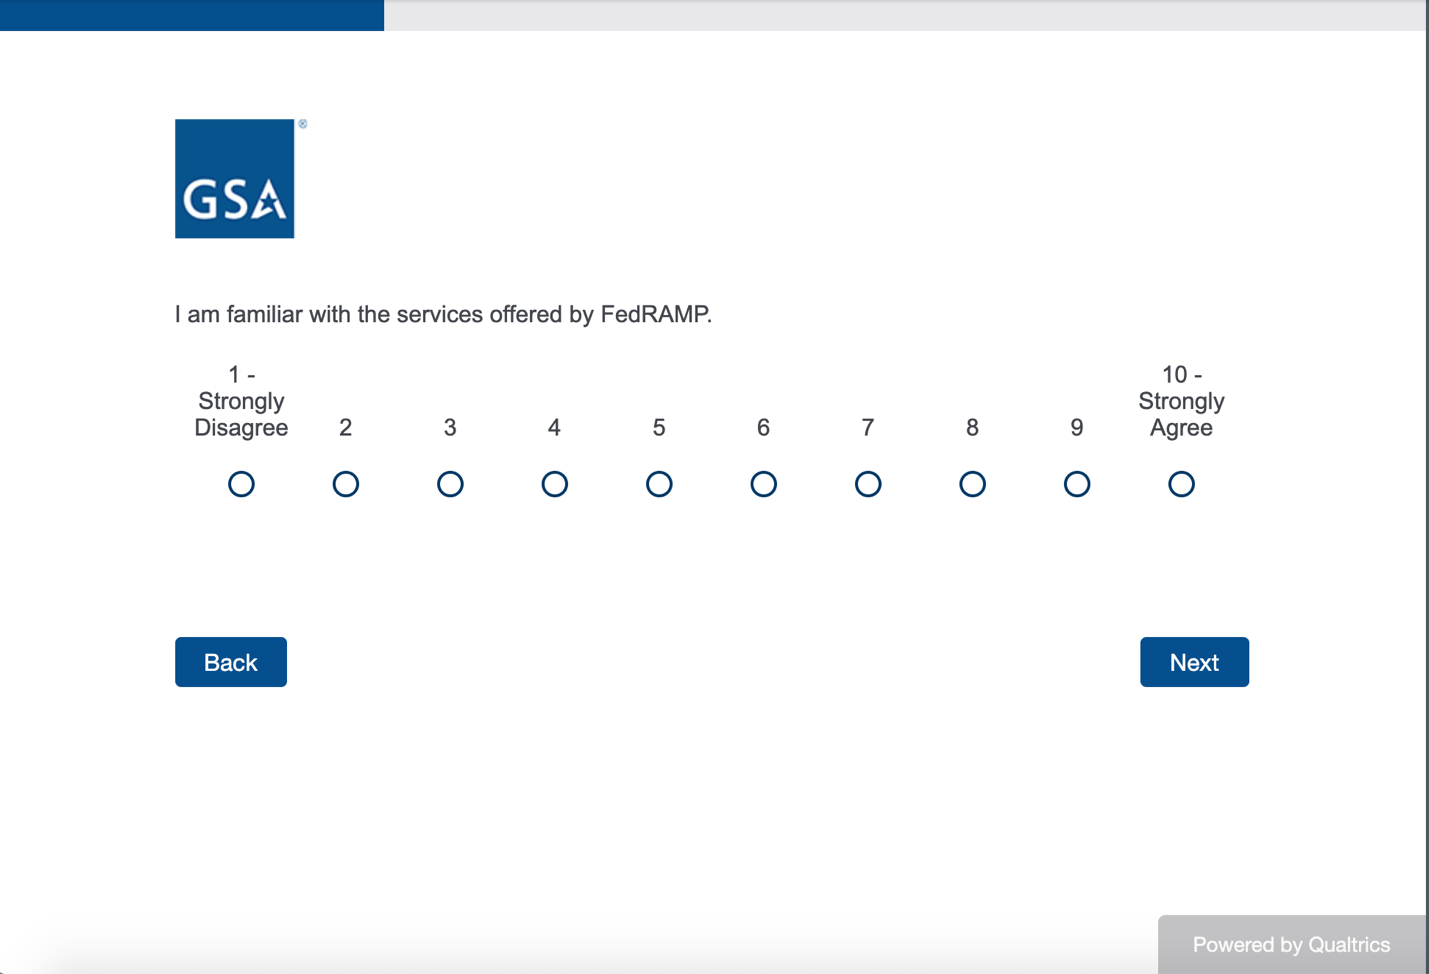 GSA
®
I am familiar with the services offered by FedRAMP.
1 -
Strongly
Disagree
2
3
4
5
6
7
8
9
10 -
Strongly
Agree
Back
Next
Powered by Qualtrics